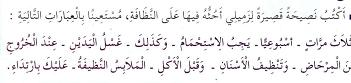 أَكْتُبُ نَصِيحَةً قَصِيرَةً لِزَمِيلِي أَحُثُّهُ فِيهَا عَلَى النَّظَافَةِ، مُسْتَعِينًا بِالْعِبَارَاتِ التَّالِيَةِ :
ثَلَاثَ مَرَّاتٍ ـ أُسْبُوعِيًّا ـ يَجِبُ الِاسْتِحْمَامُ ـ وَكَذَلِكَ ـ غَسْلُ الْيَدَيْنِ ـ عِنْدَ الْخُرُوجِ
مِنَ الْمِرْحَاضِ ـ وَتَنْظِيفُ الْأَسْنَانِ ـ وَقَبْلَ الْأَكْلِ ـ الْمَلَابِسُ النَّظِيفَةُ ـ عَلَيْكَ بِارْتِدَاءِ.